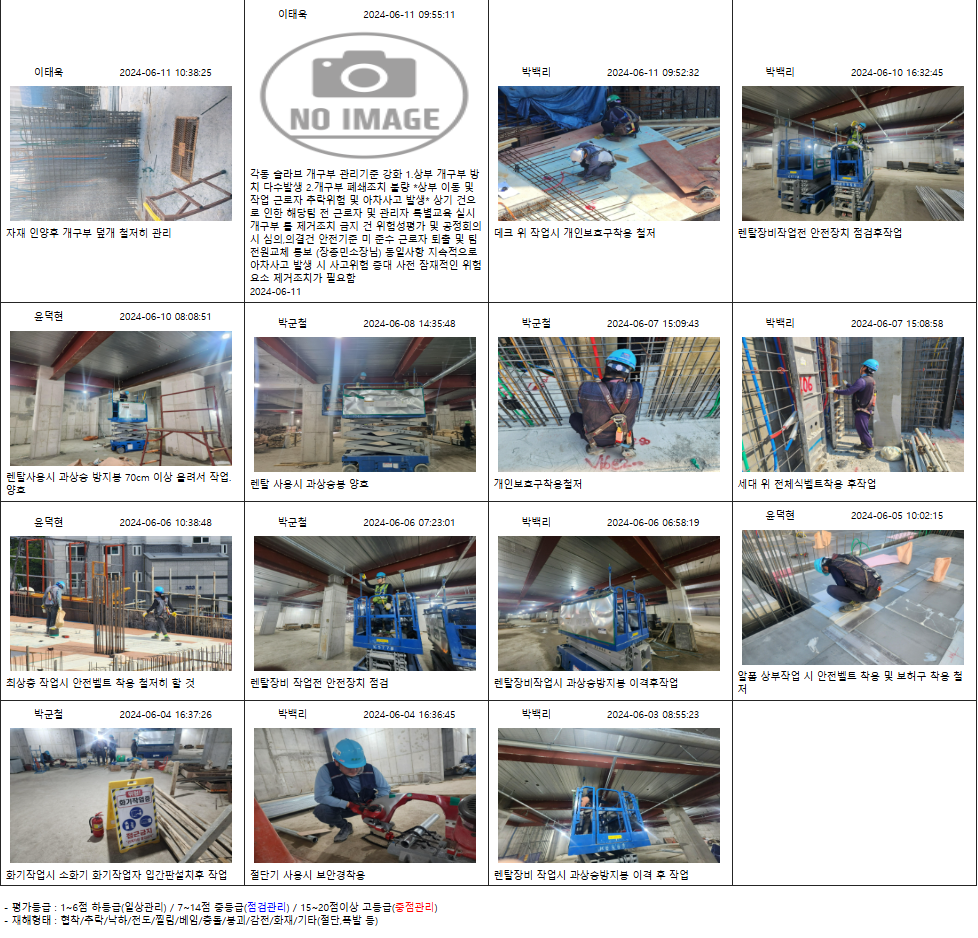 이태욱 2024-06-11 10:38:25
자재 인양후 개구부 덮개 철저히 관리
이태욱 2024-06-11 09:55:11
NO IMAGE
각동 슬라브 개구부 관리기준 강화 1.상부 개구부 방
치 다수발생 2.개구부 폐쇄조치 불량 *상부 이동 및
작업 근로자 추락위험 및 아차사고 발생* 상기 건으
로 인한 해당팀 전 근로자 및 관리자 특별교육 실시
개구부 틀 제거조치 금지 건 위험성평가 및 공정회의
시 심의,의결건 안전기준 미 준수 근로자 퇴출 및 팀
전원교체 통보 (장종민소장님) 동일사항 지속적으로
아차사고 발생 시 사고위험 증대 사전 잠재적인 위험
요소 제거조치가 필요함
2024-06-11
박백리 2024-06-11 09:52:32
데크 위 작업시 개인보호구착용 철저
박백리 2024-06-10 16:32:45
렌탈장비작업전 안전장치 점검후작업
윤덕현 2024-06-10 08:08:51
렌탈사용시 과상승 방지봉 70cm 이상 올려서 작업.
양호
박군철 2024-06-08 14:35:48
렌탈 사용시 과상승봉 양호
박군철 2024-06-07 15:09:43
개인보호구착용철저
박백리 2024-06-07 15:08:58
106
세대 위 전체식벨트착용 후작업
윤덕현 2024-06-06 10:38:48
최상층 작업시 안전벨트 착용 철저히 할 것
박군철 2024-06-06 07:23:01
렌탈장비 작업전 안전장치 점검
박백리 2024-06-06 06:58:19
렌탈장비작업시 과상승방지봉 이격후작업
윤덕현 2024-06-05 10:02:15
알폼 상부작업 시 안전벨트 착용 및 보허구 착용 철
저
박군철 2024-06-04 16:37:26
화기작업중
접근금지
화기작업시 소화기 화기작업자 입간판설치후 작업
박백리 2024-06-04 16:36:45
절단기 사용시 보안경착용
박백리 2024-06-03 08:55:23
렌탈장비 작업시 과상승방지봉 이격 후 작업
- 평가등급 : 1~6점 하등급(일상관리) / 7~14점 중등급(점검관리) / 15~20점이상 고등급(중점관리)
- 재해형태 : 협착/추락/낙하/전도/찔림/베임/충돌/붕괴/감전/화재/기타(절단,폭발 등)